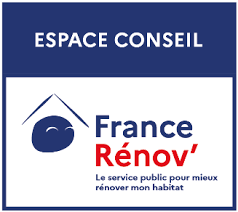 ESPACE CONSEIL
France
Rénov’
Le service public pour mieux
rénover mon habitat